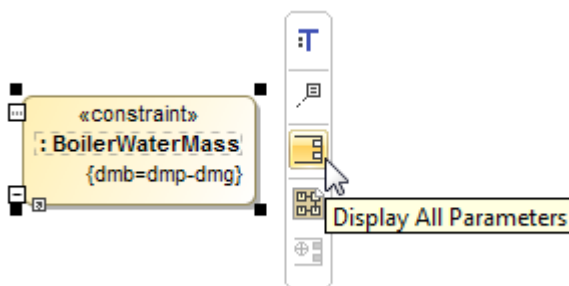 «constraint»
: BoilerWaterMass
{dmb=dmp-dmg}
:T
Display All Parameters